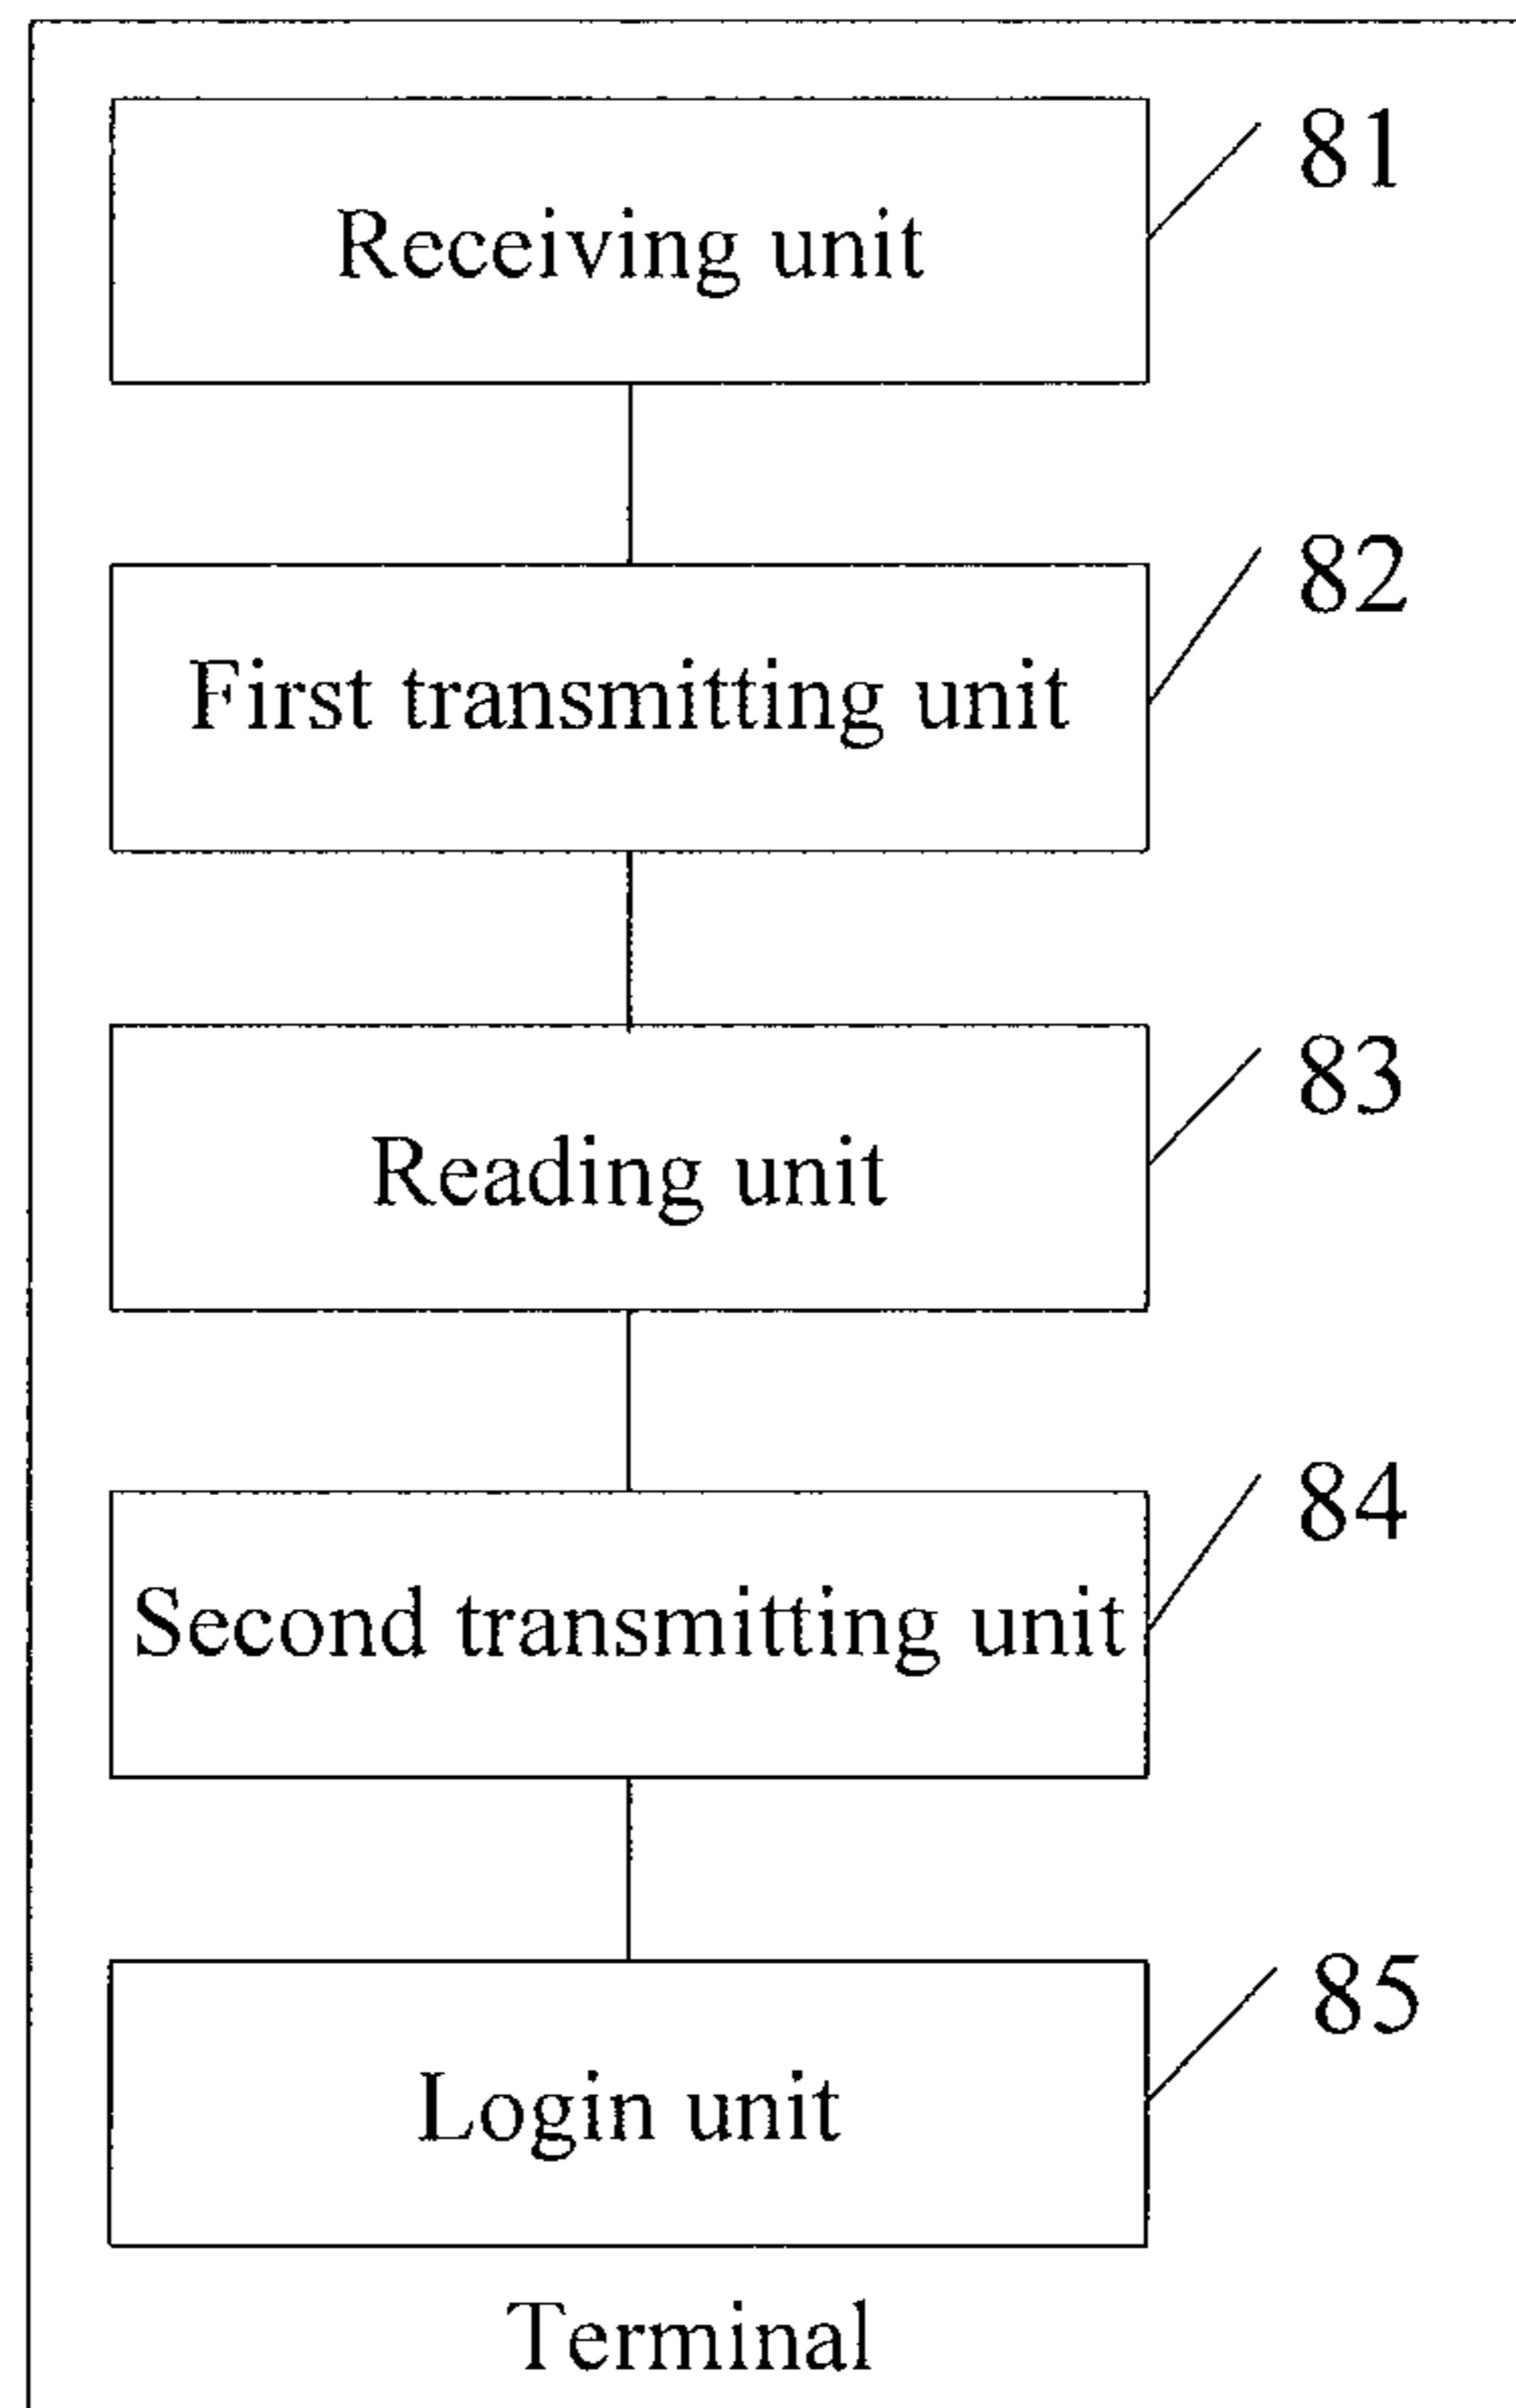 81
Receiving unit
82
First transmitting unit
83
Reading unit
84
Second transmitting unit
85
Login unit
Terminal